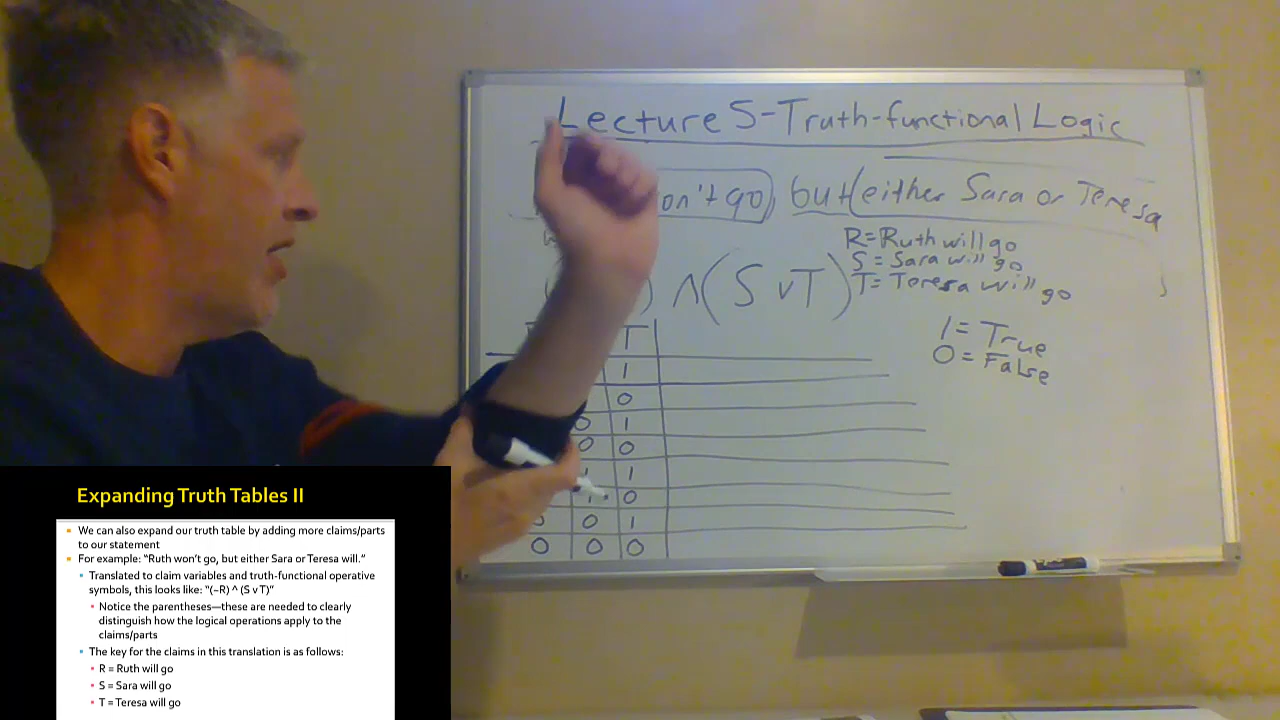 Lecture 5-Truth-functional Logic
on't go, but (either Sara or Teresa
R=Ruth will go
S = Sara will go
T= Teresa will go
) ∧ (S ∨ T)
1= True
0= False
T
1
0
0 1
0 0
1 1
1 0
0 0 1
0 0 0
Expanding Truth Tables II
We can also expand our truth table by adding more claims/parts
to our statement
For example: “Ruth won’t go, but either Sara or Teresa will.”
Translated to claim variables and truth-functional operative
symbols, this looks like: “(~R) ^ (S v T)”
Notice the parentheses—these are needed to clearly
distinguish how the logical operations apply to the
claims/parts
The key for the claims in this translation is as follows:
R = Ruth will go
S = Sara will go
T = Teresa will go